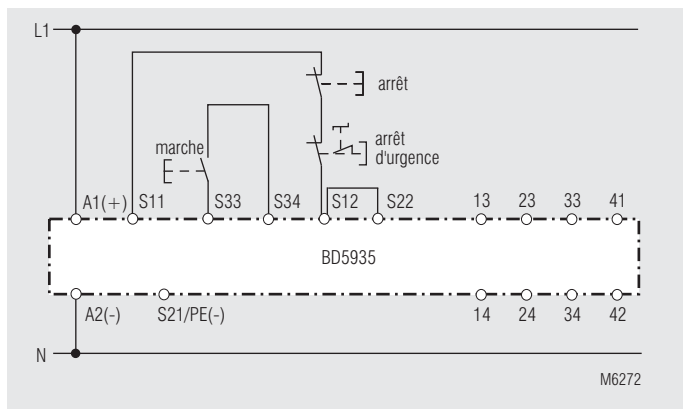 L1
arrêt
marche
arrêt
d'urgence
A1(+) S11 S33 S34 S12 S22 13 23 33 41
BD5935
A2(-) S21/PE(-) 14 24 34 42
N
M6272